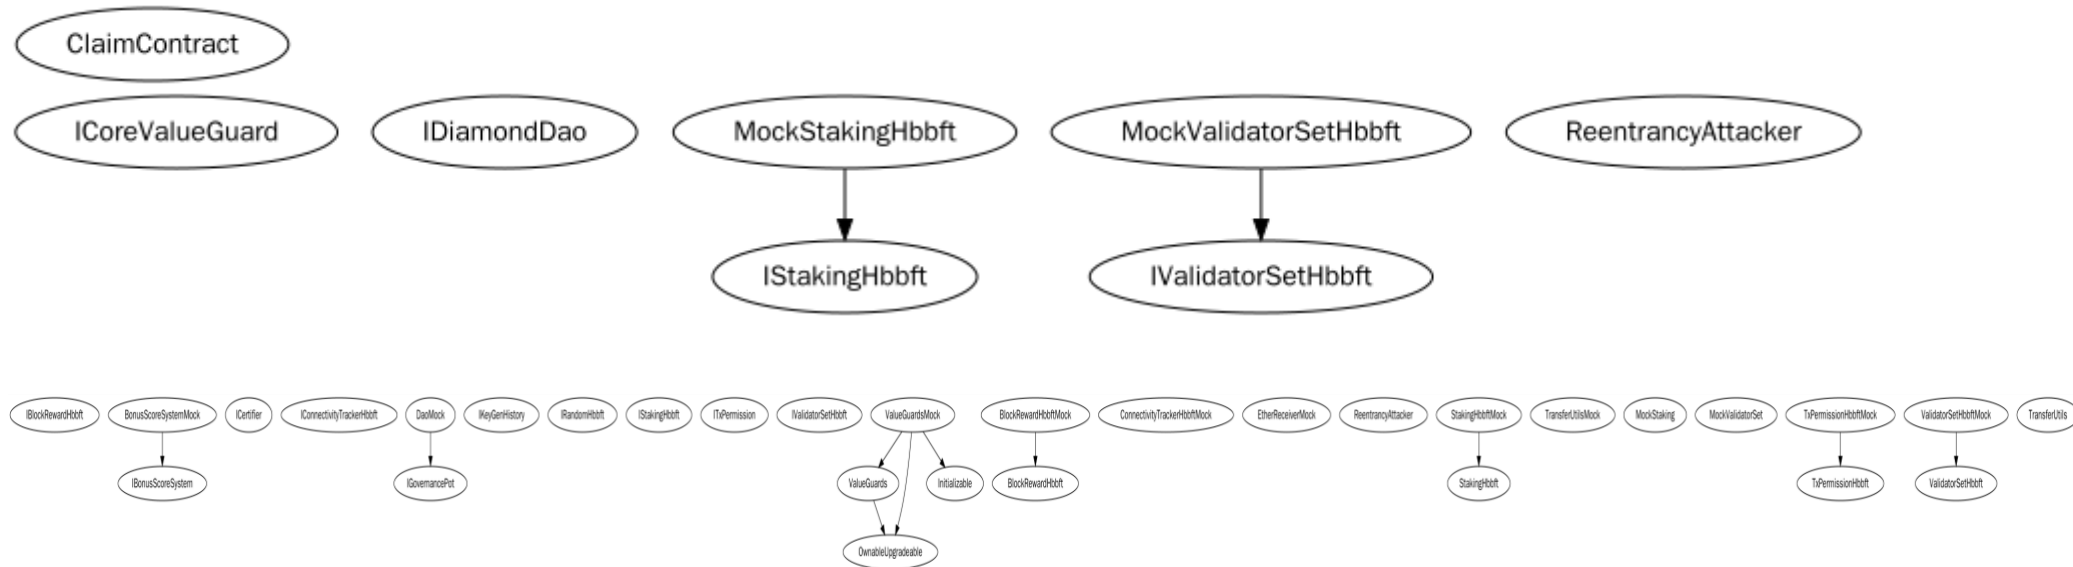 ClaimContract
ICoreValueGuard IDiamondDao MockStakingHbbft MockValidatorSetHbbft ReentrancyAttacker
IStakingHbbft IValidatorSetHbbft
IBlockRewardHbbft BonusScoreSystemMock ICertifier IConnectivityTrackerHbbft DaoMock IKeyGenHistory IRandomHbbft IStakingHbbft ITxPermission IValidatorSetHbbft ValueGuardsMock BlockRewardHbbftMock ConnectivityTrackerHbbftMock EtherReceiverMock ReentrancyAttacker StakingHbbftMock TransferUtilsMock MockStaking MockValidatorSet TxPermissionHbbftMock ValidatorSetHbbftMock TransferUtils
IBonusScoreSystem IGovernancePot ValueGuards Initializable BlockRewardHbbft StakingHbbft TxPermissionHbbft ValidatorSetHbbft
OwnableUpgradeable